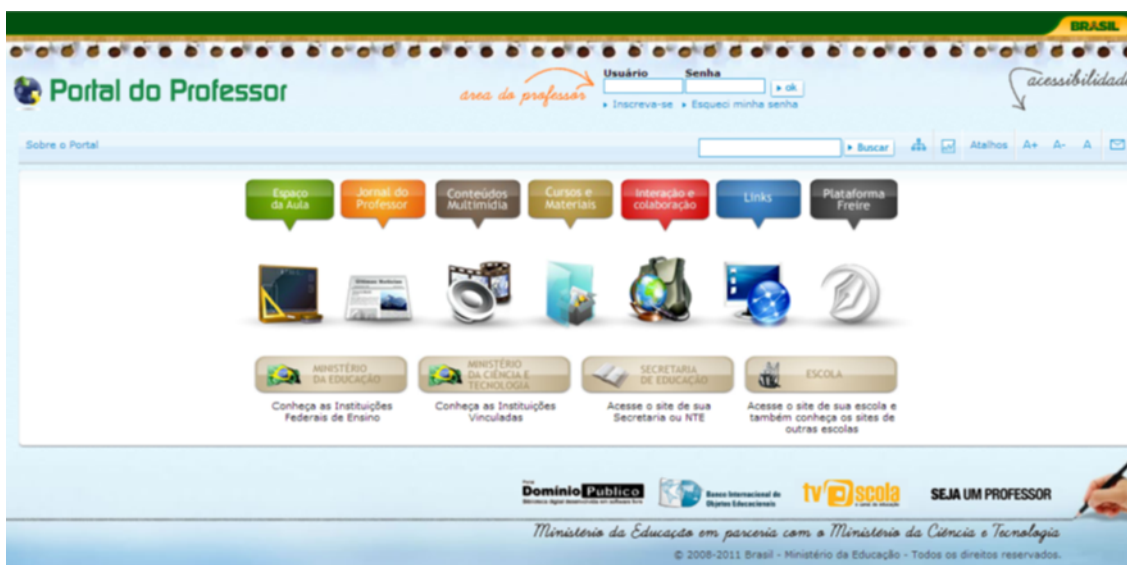 BRASIL
Portal do Professor
area do professor
Usuário Senha
ok
Inscreva-se Esqueci minha senha
acessibilidade
Sobre o Portal
Buscar Atalhos A+ A- A
Espaço da Aula
Jornal do Professor
Conteúdos Multimídia
Cursos e Materiais
Interação e colaboração
Links
Plataforma Freire
MINISTÉRIO DA EDUCAÇÃO
MINISTÉRIO DA CIÊNCIA E TECNOLOGIA
SECRETARIA DE EDUCAÇÃO
ESCOLA
Conheça as Instituições
Federais de Ensino
Conheça as Instituições
Vinculadas
Acesse o site de sua
Secretaria ou NTE
Acesse o site de sua escola e
também conheça os sites de
outras escolas
Domínio Público
Banco Internacional de
Objetos Educacionais
tv escola
SEJA UM PROFESSOR
Ministério da Educação em parceria com o Ministério da Ciência e Tecnologia
© 2008-2011 Brasil - Ministério da Educação - Todos os direitos reservados.